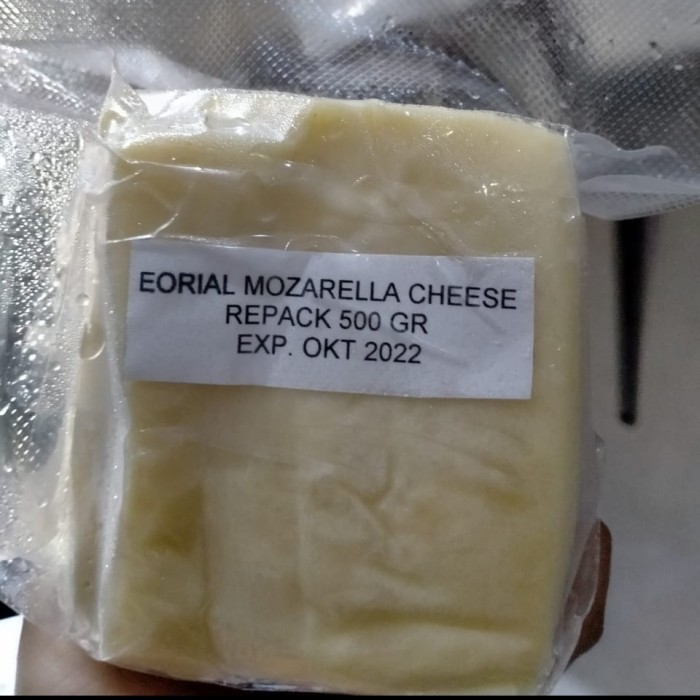 EORIAL MOZARELLA CHEESE
REPACK 500 GR
EXP. OKT 2022